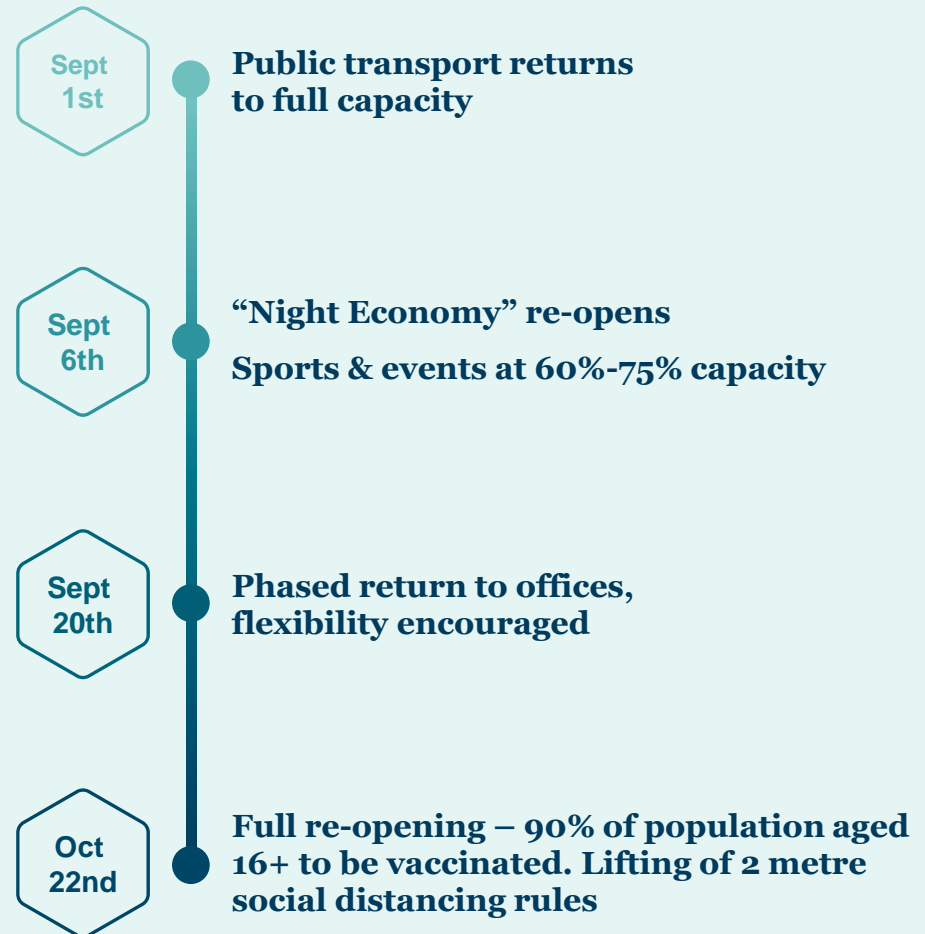 Sept
1st
Public transport returns
to full capacity
Sept
6th
“Night Economy” re-opens
Sports & events at 60%-75% capacity
Sept
20th
Phased return to offices,
flexibility encouraged
Oct
22nd
Full re-opening – 90% of population aged
16+ to be vaccinated. Lifting of 2 metre
social distancing rules